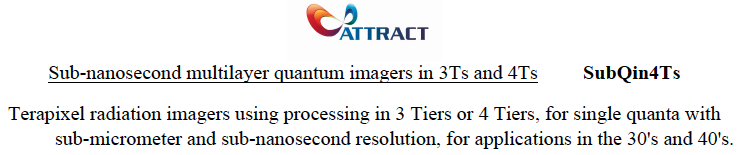 ATTRACT
Sub-nanosecond multilayer quantum imagers in 3Ts and 4Ts SubQin4Ts
Terapixel radiation imagers using processing in 3 Tiers or 4 Tiers, for single quanta with
sub-micrometer and sub-nanosecond resolution, for applications in the 30's and 40's.